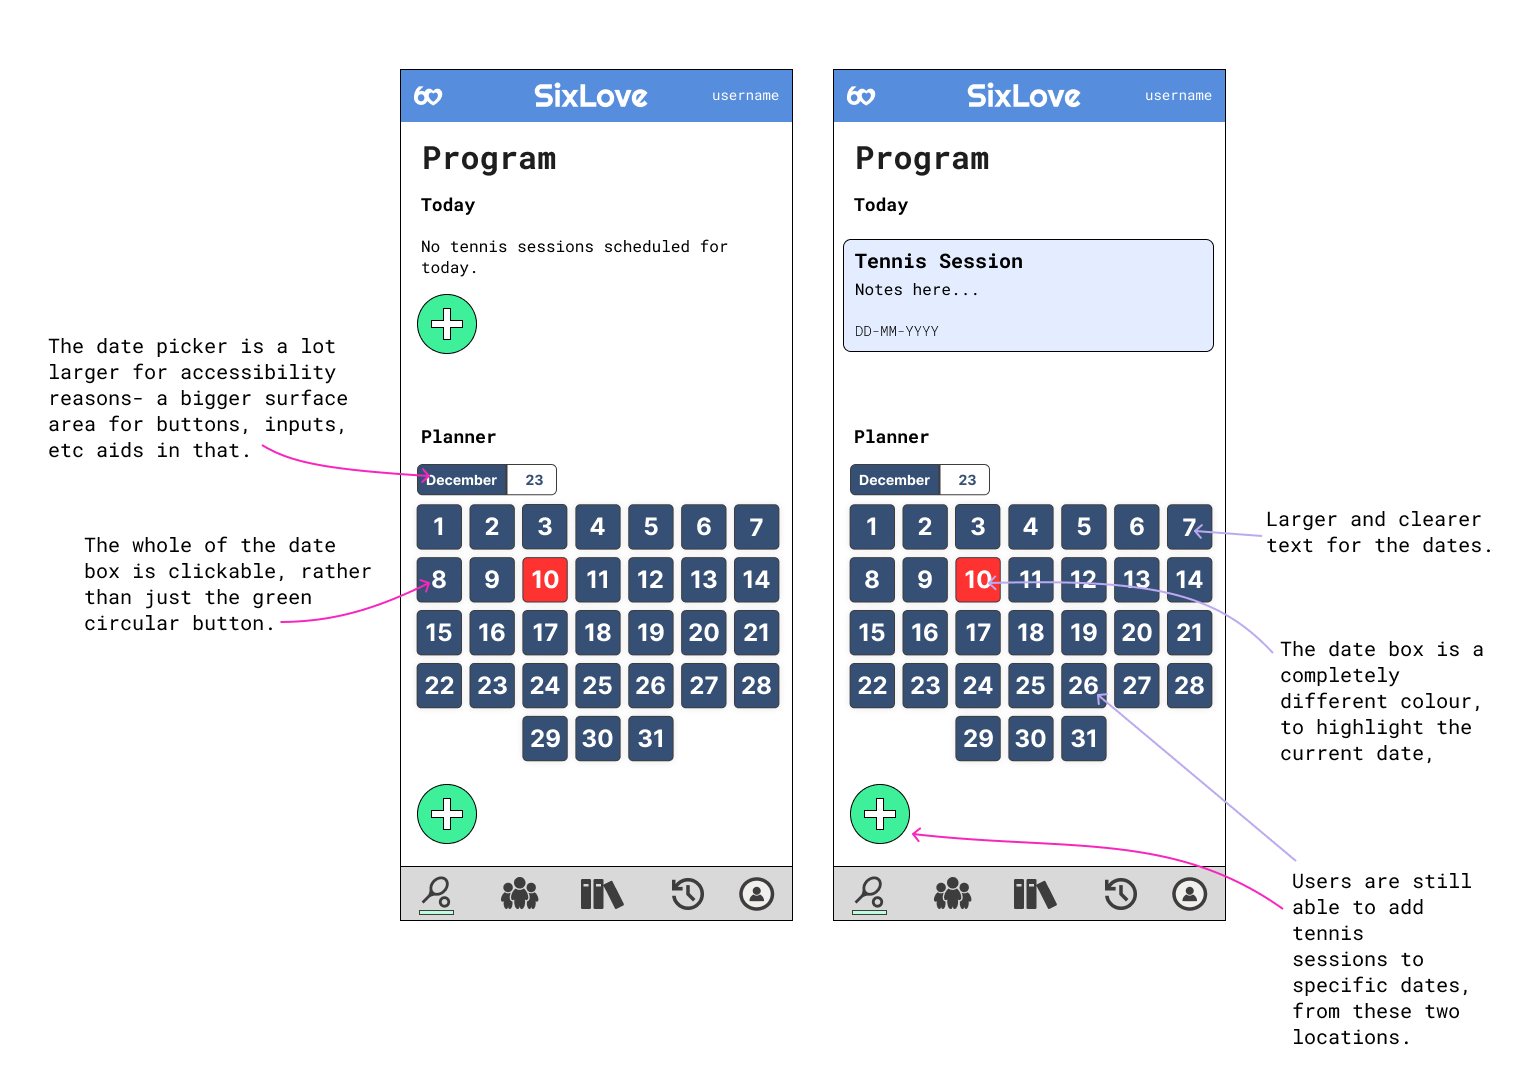 SixLove
username
Program
Today
No tennis sessions scheduled for
today.
Planner
December 23
1 2 3 4 5 6 7
8 9 10 11 12 13 14
15 16 17 18 19 20 21
22 23 24 25 26 27 28
29 30 31
SixLove
username
Program
Today
Tennis Session
Notes here...
DD-MM-YYYY
Planner
December 23
1 2 3 4 5 6 7
8 9 10 11 12 13 14
15 16 17 18 19 20 21
22 23 24 25 26 27 28
29 30 31
The date picker is a lot
larger for accessibility
reasons- a bigger surface
area for buttons, inputs,
etc aids in that.
The whole of the date
box is clickable, rather
than just the green
circular button.
Larger and clearer
text for the dates.
The date box is a
completely
different colour,
to highlight the
current date,
Users are still
able to add
tennis
sessions to
specific dates,
from these two
locations.